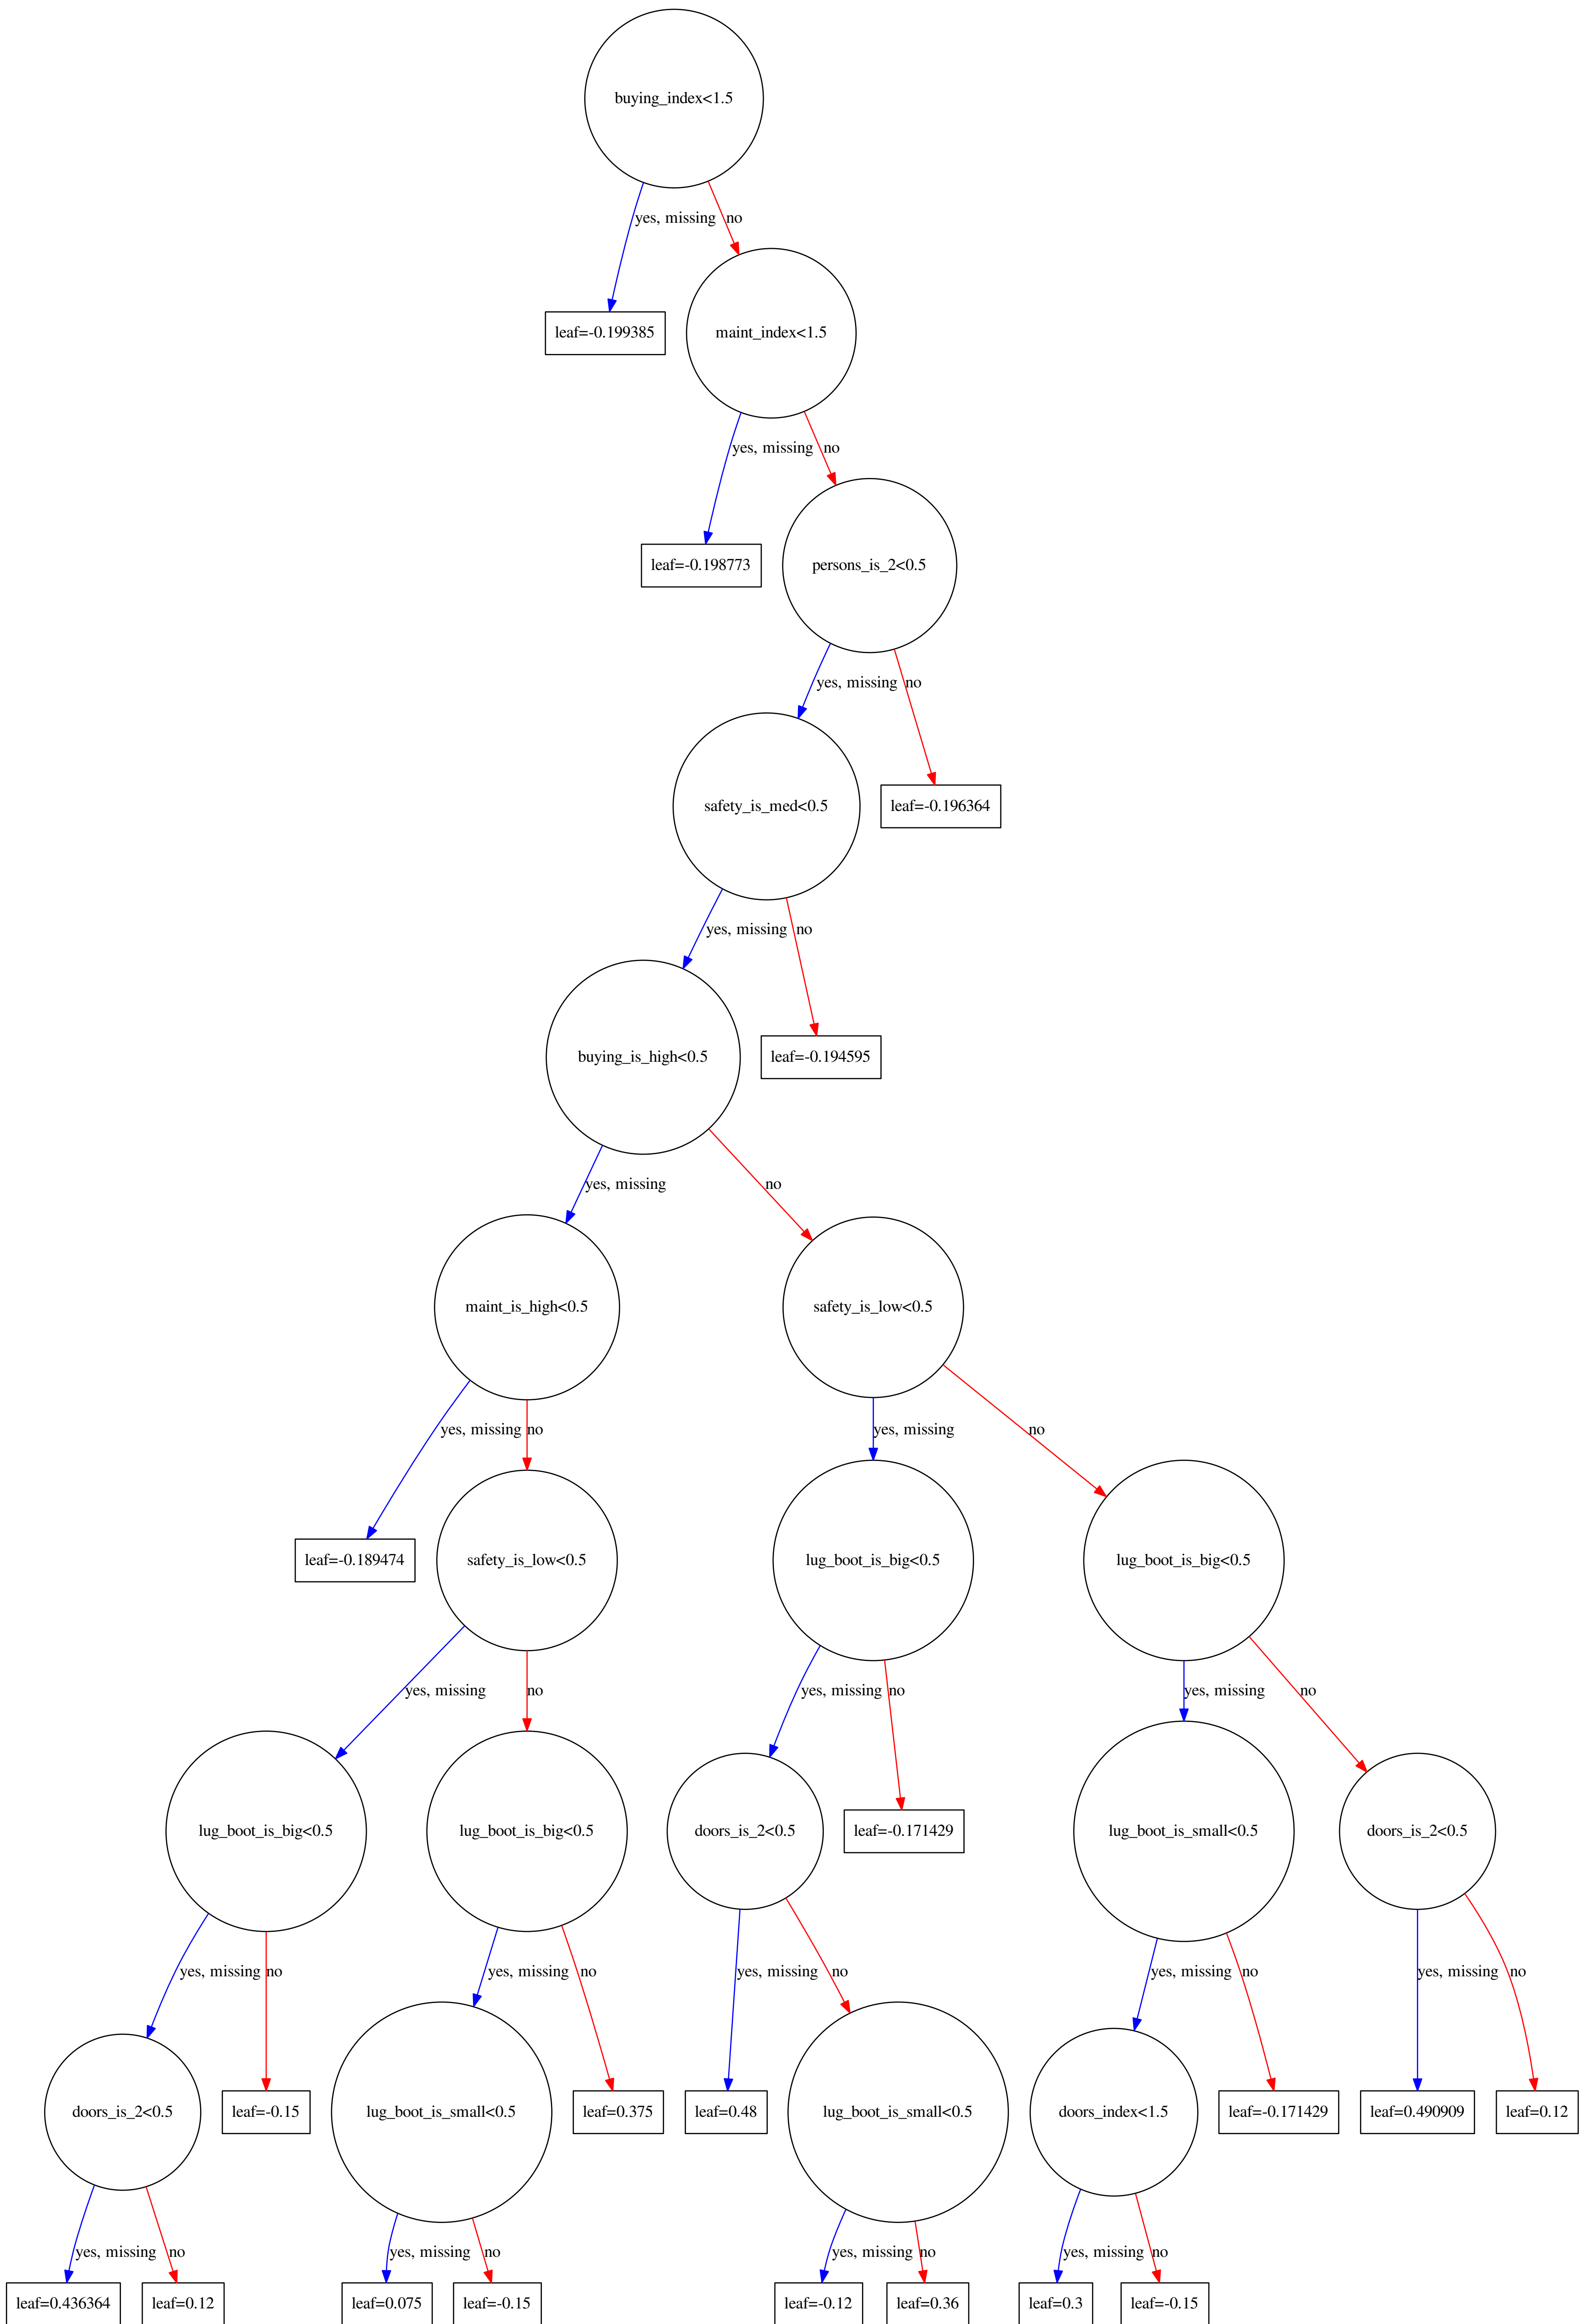 buying_index<1.5
yes, missing
no
leaf=-0.199385
maint_index<1.5
yes, missing
no
leaf=-0.198773
persons_is_2<0.5
yes, missing
no
safety_is_med<0.5
leaf=-0.196364
yes, missing
no
buying_is_high<0.5
leaf=-0.194595
yes, missing
no
maint_is_high<0.5
safety_is_low<0.5
yes, missing
no
yes, missing
no
leaf=-0.189474
safety_is_low<0.5
lug_boot_is_big<0.5
lug_boot_is_big<0.5
yes, missing
no
yes, missing
no
yes, missing
no
lug_boot_is_big<0.5
lug_boot_is_big<0.5
doors_is_2<0.5
leaf=-0.171429
lug_boot_is_small<0.5
doors_is_2<0.5
yes, missing
no
yes, missing
no
yes, missing
no
yes, missing
no
yes, missing
no
doors_is_2<0.5
leaf=-0.15
lug_boot_is_small<0.5
leaf=0.375
leaf=0.48
lug_boot_is_small<0.5
doors_index<1.5
leaf=-0.171429
leaf=0.490909
leaf=0.12
yes, missing
no
yes, missing
no
yes, missing
no
yes, missing
no
leaf=0.436364
leaf=0.12
leaf=0.075
leaf=-0.15
leaf=-0.12
leaf=0.36
leaf=0.3
leaf=-0.15